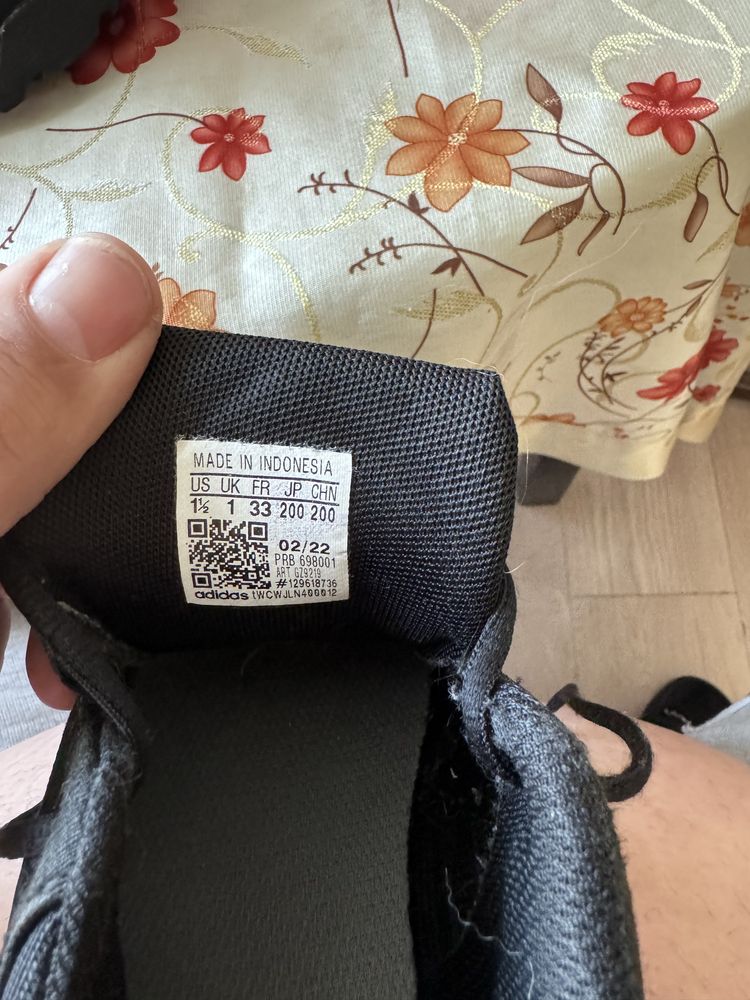 MADE IN INDONESIA
US UK FR JP CHN
1½ 1 33 200 200
02/22
PRB 698001
ART GZ9219
#129618736
adidas tWCWJLN400012